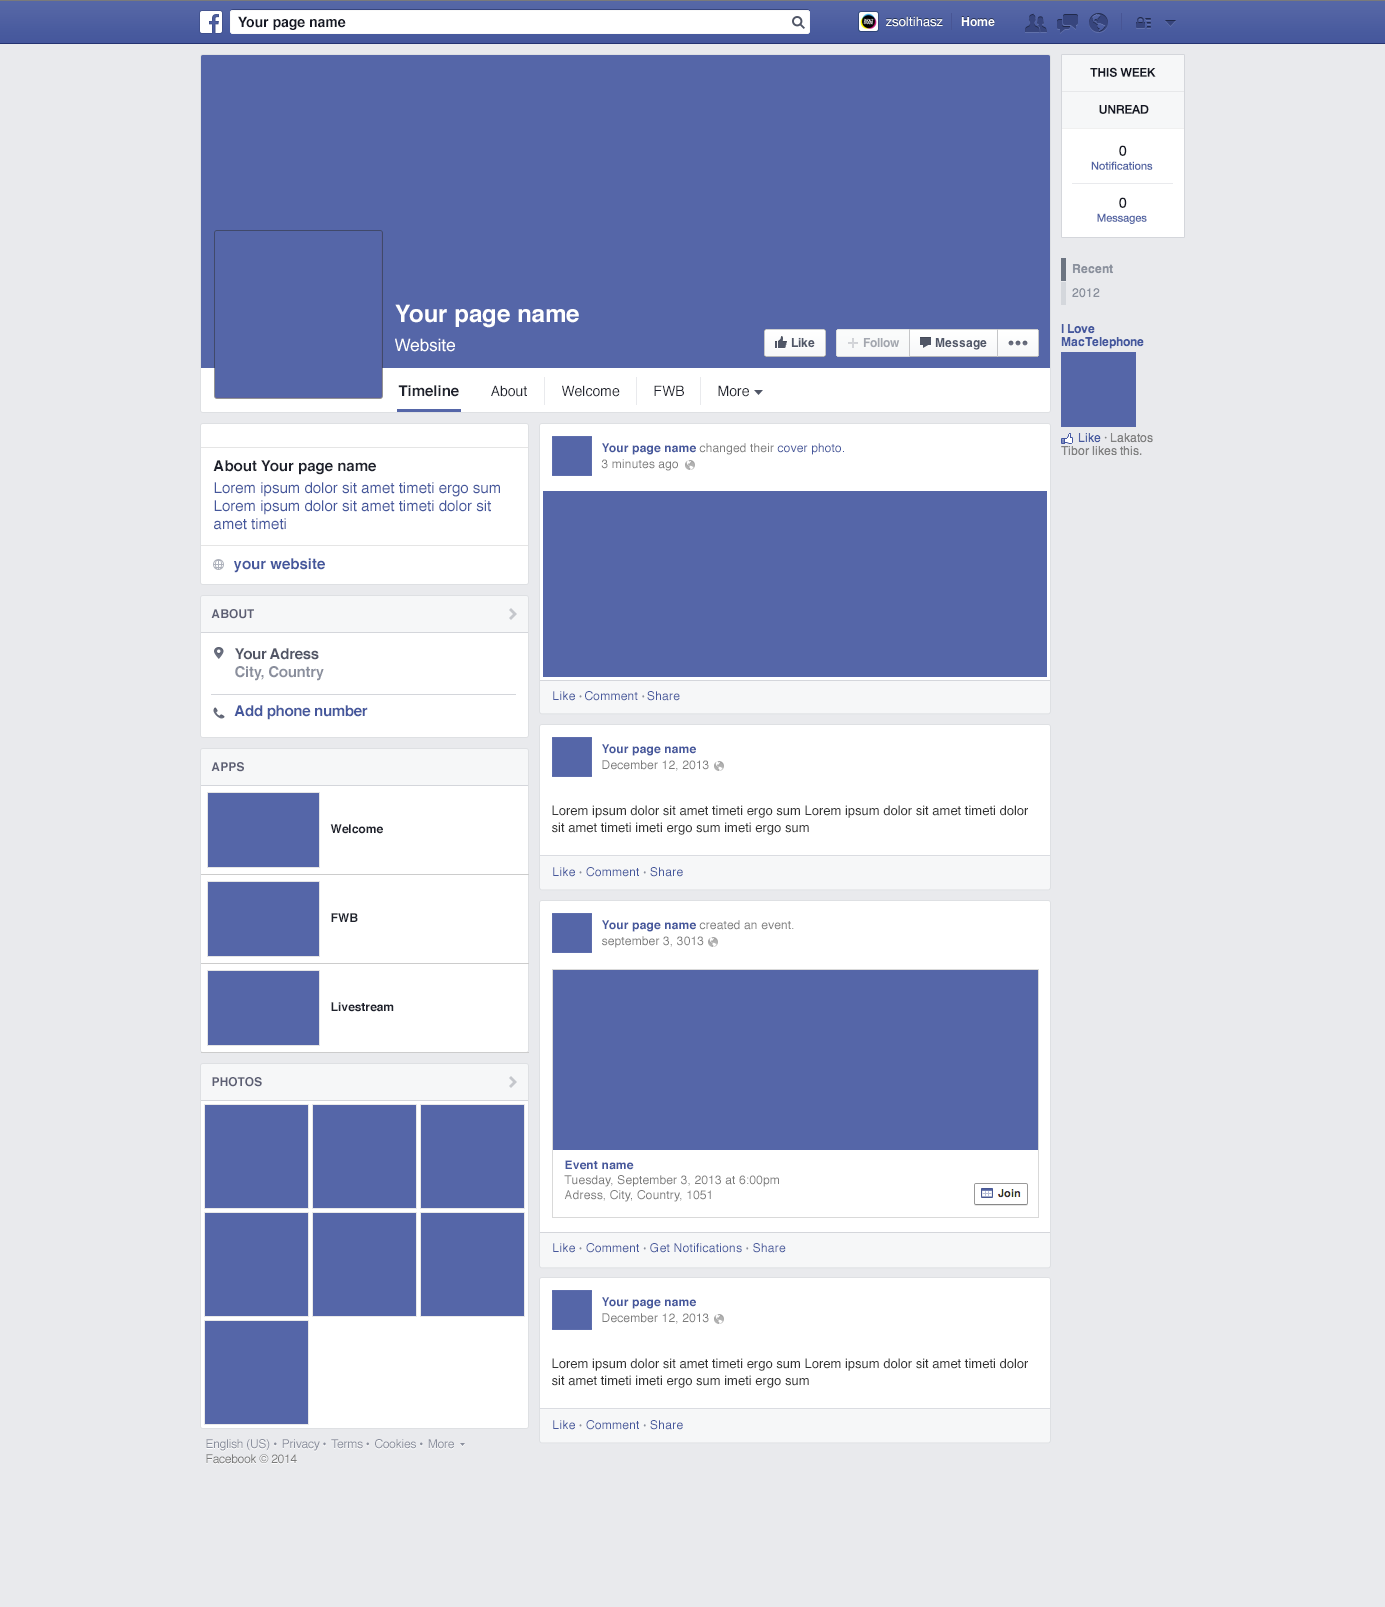 Your page name
zsoltihasz
Home
Your page name
Website
Like
Follow
Message
Timeline
About
Welcome
FWB
More
THIS WEEK
UNREAD
0
Notifications
0
Messages
Recent
2012
I Love
MacTelephone
Like · Lakatos
Tibor likes this.
About Your page name
Lorem ipsum dolor sit amet timeti ergo sum
Lorem ipsum dolor sit amet timeti dolor sit
amet timeti
your website
ABOUT
Your Adress
City, Country
Add phone number
APPS
Welcome
FWB
Livestream
PHOTOS
English (US) · Privacy · Terms · Cookies · More
Facebook © 2014
Your page name changed their cover photo.
3 minutes ago
Like · Comment · Share
Your page name
December 12, 2013
Lorem ipsum dolor sit amet timeti ergo sum Lorem ipsum dolor sit amet timeti dolor
sit amet timeti imeti ergo sum imeti ergo sum
Like · Comment · Share
Your page name created an event.
september 3, 3013
Event name
Tuesday, September 3, 2013 at 6:00pm
Adress, City, Country, 1051
Join
Like · Comment · Get Notifications · Share
Your page name
December 12, 2013
Lorem ipsum dolor sit amet timeti ergo sum Lorem ipsum dolor sit amet timeti dolor
sit amet timeti imeti ergo sum imeti ergo sum
Like · Comment · Share